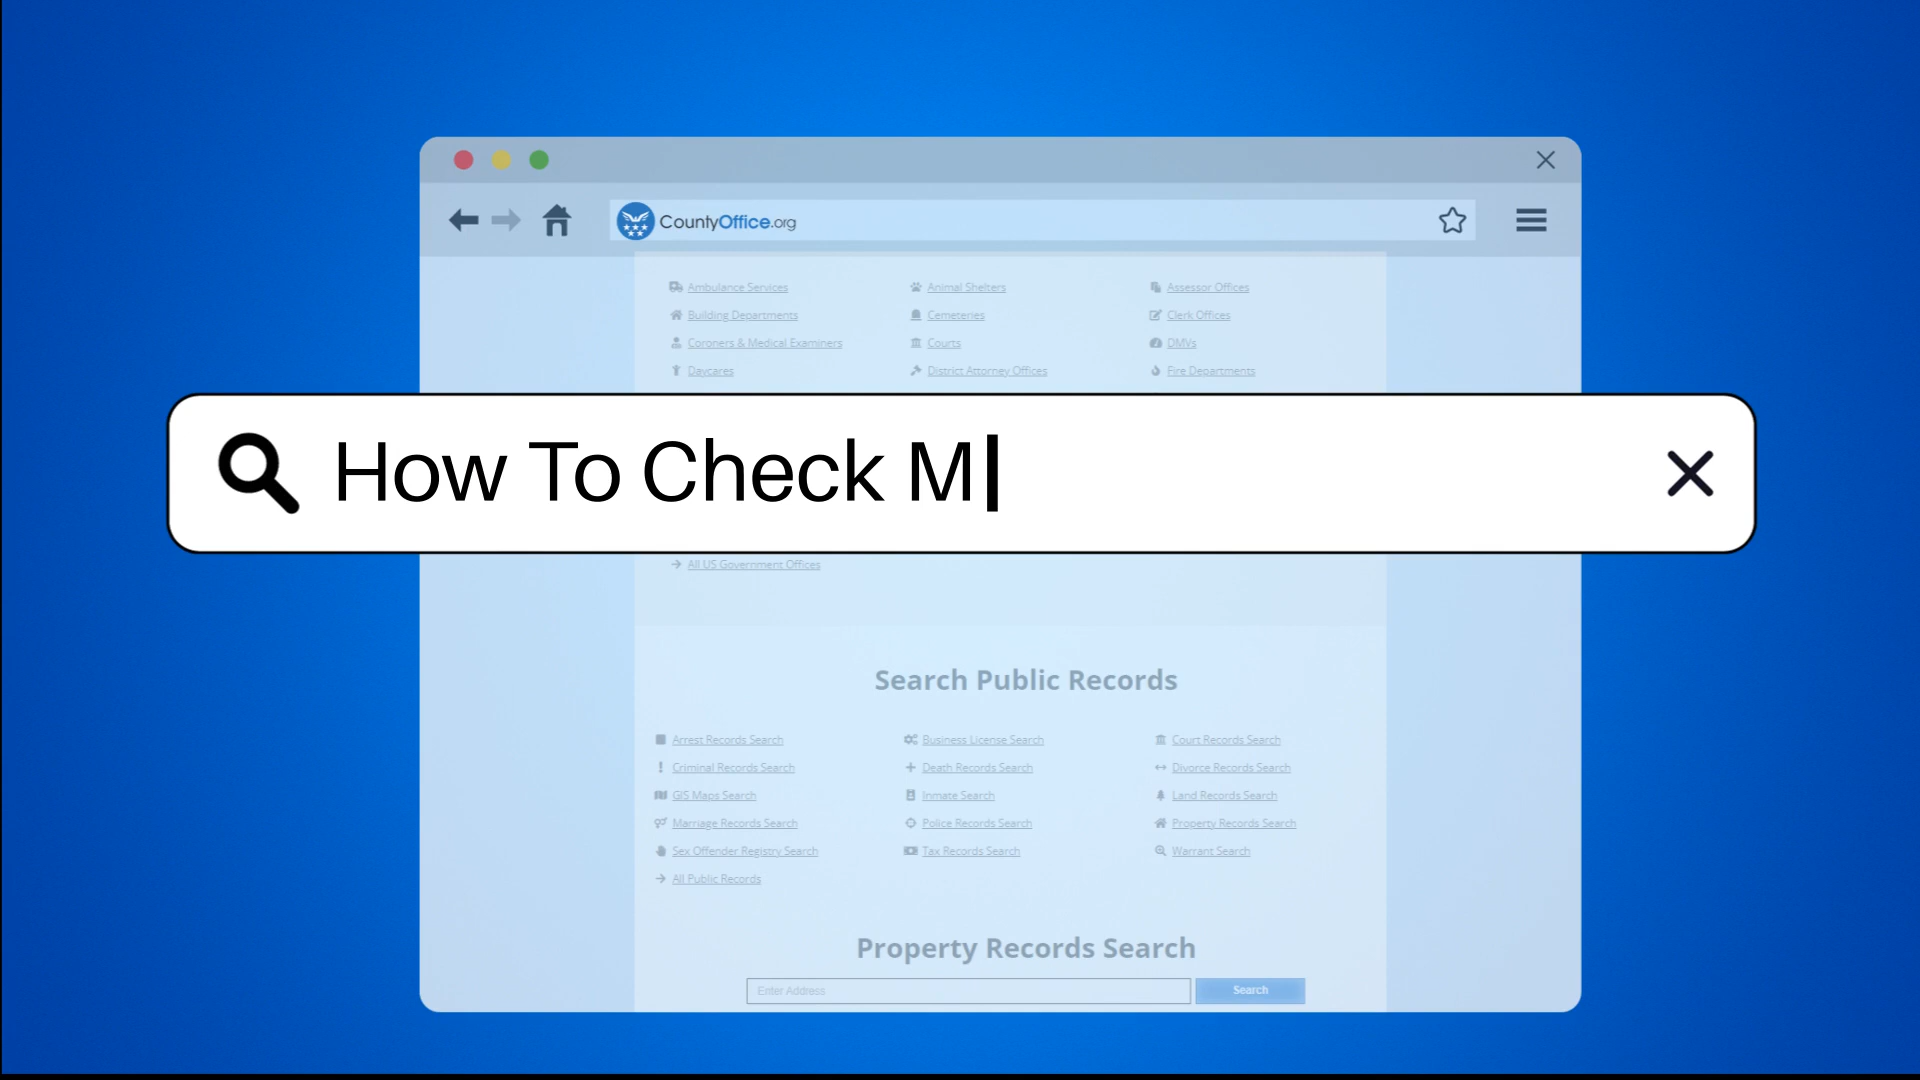 CountyOffice.org
Ambulance Services Animal Shelters Assessor Offices
Building Departments Cemeteries Clerk Offices
Coroners & Medical Examiners Courts DMVs
Daycares District Attorney Offices Fire Departments
How To Check M
All US Government Offices
Search Public Records
Arrest Records Search Business License Search Court Records Search
Criminal Records Search Death Records Search Divorce Records Search
GIS Maps Search Inmate Search Land Records Search
Marriage Records Search Police Records Search Property Records Search
Sex Offender Registry Search Tax Records Search Warrant Search
All Public Records
Property Records Search
Enter Address Search